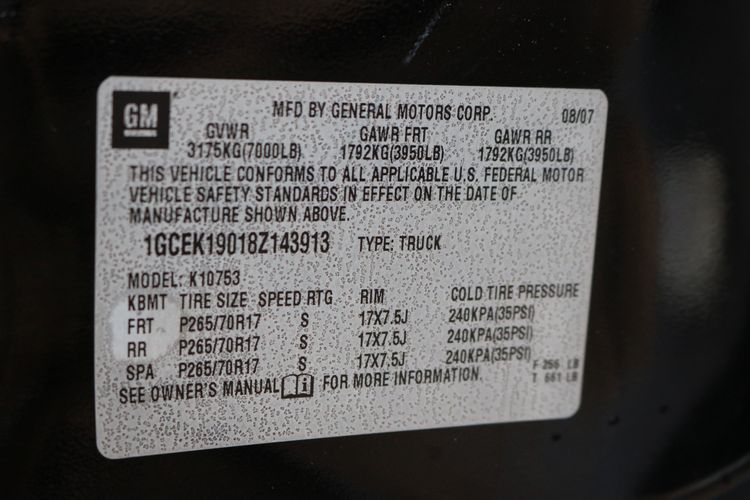 GM
MFD BY GENERAL MOTORS CORP. 08/07
GVWR GAWR FRT GAWR RR
3175KG(7000LB) 1792KG(3950LB) 1792KG(3950LB)
THIS VEHICLE CONFORMS TO ALL APPLICABLE U.S. FEDERAL MOTOR
VEHICLE SAFETY STANDARDS IN EFFECT ON THE DATE OF
MANUFACTURE SHOWN ABOVE.
1GCEK19018Z143913 TYPE: TRUCK
MODEL: K10753
KBMT TIRE SIZE SPEED RTG RIM COLD TIRE PRESSURE
FRT P265/70R17 S 17X7.5J 240KPA(35PSI)
RR P265/70R17 S 17X7.5J 240KPA(35PSI)
SPA P265/70R17 S 17X7.5J 240KPA(35PSI)
F 256 LB
SEE OWNER'S MANUAL FOR MORE INFORMATION. T 661 LB